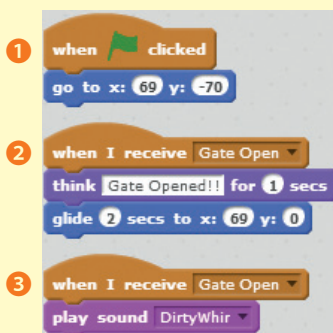 1 when clicked
go to x: 69 y: -70
2 when I receive Gate Open
think Gate Opened!! for 1 secs
glide 2 secs to x: 69 y: 0
3 when I receive Gate Open
play sound DirtyWhir